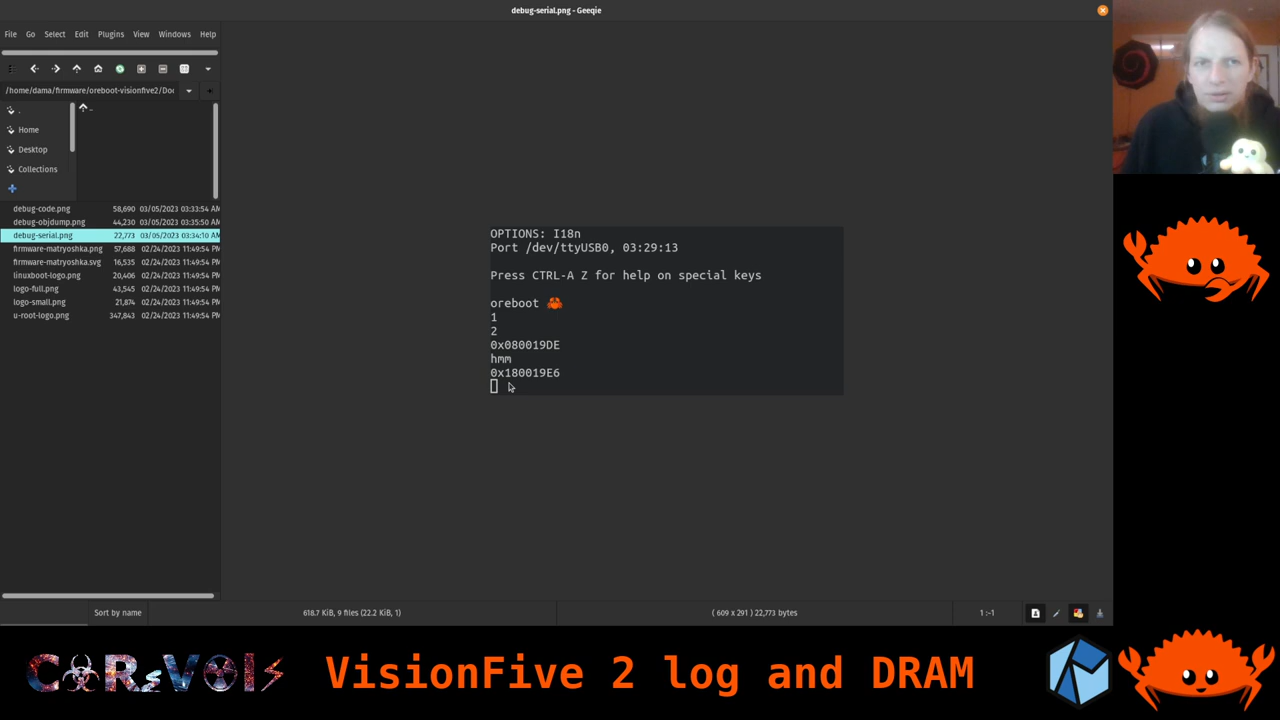 debug-serial.png - Geeqie
File Go Select Edit Plugins View Windows Help
/home/dama/firmware/oreboot-visionfive2/Doc
.
..
Home
Desktop
Collections
debug-code.png 58,690 03/05/2023 03:33:54 AM
debug-objdump.png 44,230 03/05/2023 03:35:50 AM
debug-serial.png 22,773 03/05/2023 03:34:10 AM
firmware-matryoshka.png 57,688 02/24/2023 11:49:54 PM
firmware-matryoshka.svg 16,535 02/24/2023 11:49:54 PM
linuxboot-logo.png 20,406 02/24/2023 11:49:54 PM
logo-full.png 43,545 02/24/2023 11:49:54 PM
logo-small.png 21,874 02/24/2023 11:49:54 PM
u-root-logo.png 347,843 02/24/2023 11:49:54 PM
OPTIONS: I18n
Port /dev/ttyUSB0, 03:29:13
Press CTRL-A Z for help on special keys
oreboot 🦀
1
2
0x080019DE
hmm
0x180019E6
Sort by name 618.7 KiB, 9 files (22.2 KiB, 1) ( 609 x 291 ) 22,773 bytes 1 :-1
VisionFive 2 log and DRAM